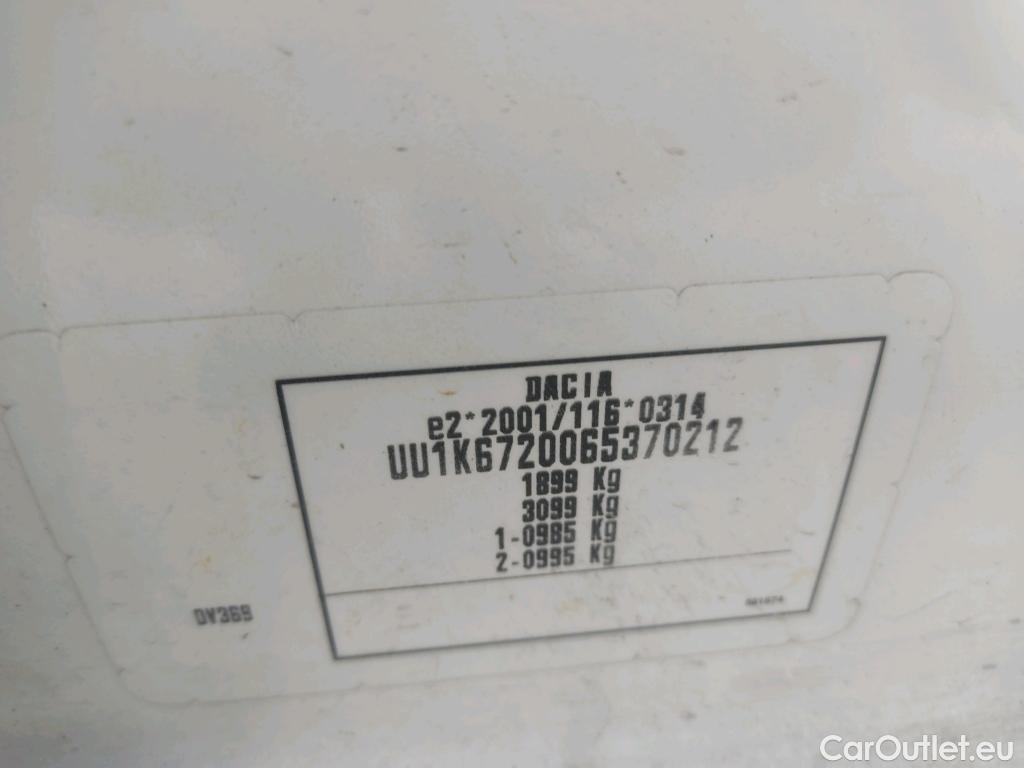 DACIA
e2*2001/116*0314
UU1K6720065370212
1899 Kg
3099 Kg
1-0985 Kg
2-0995 Kg
DV369
CarOutlet.eu